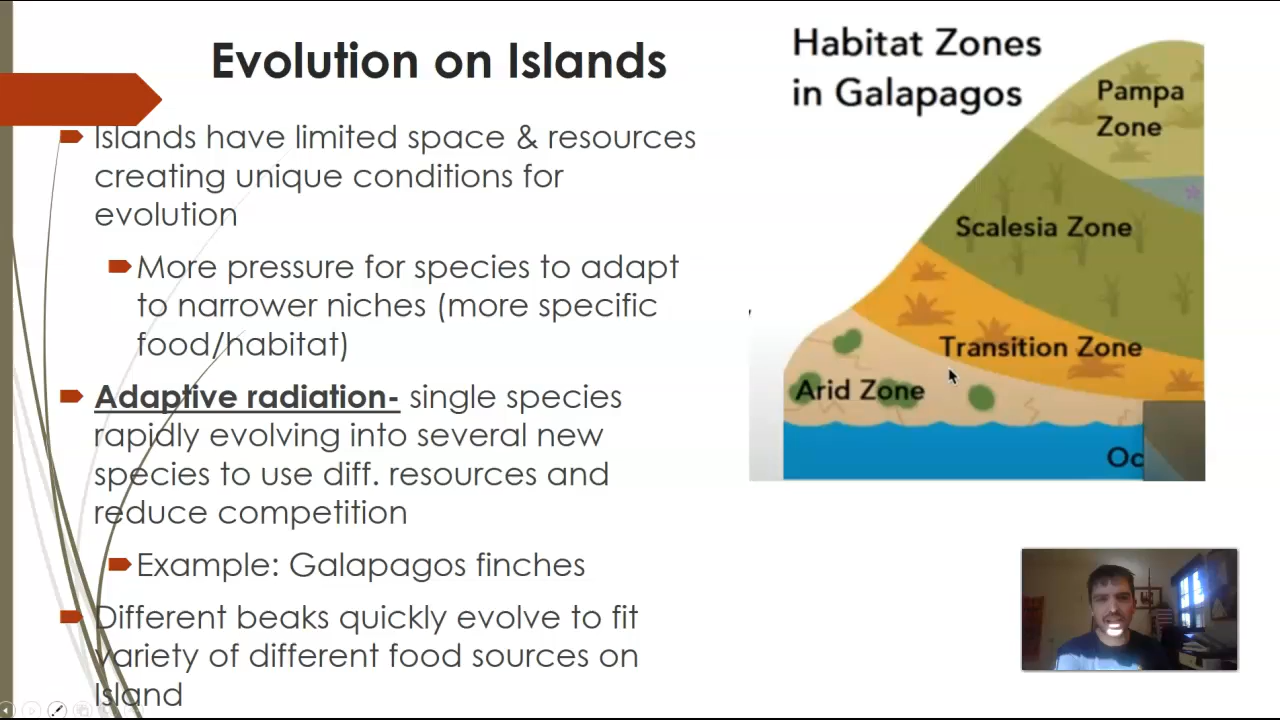 Evolution on Islands
Islands have limited space & resources
creating unique conditions for
evolution
More pressure for species to adapt
to narrower niches (more specific
food/habitat)
Adaptive radiation- single species
rapidly evolving into several new
species to use diff. resources and
reduce competition
Example: Galapagos finches
Different beaks quickly evolve to fit
variety of different food sources on
Island
Habitat Zones
in Galapagos
Pampa
Zone
Scalesia Zone
Transition Zone
Arid Zone
Oc